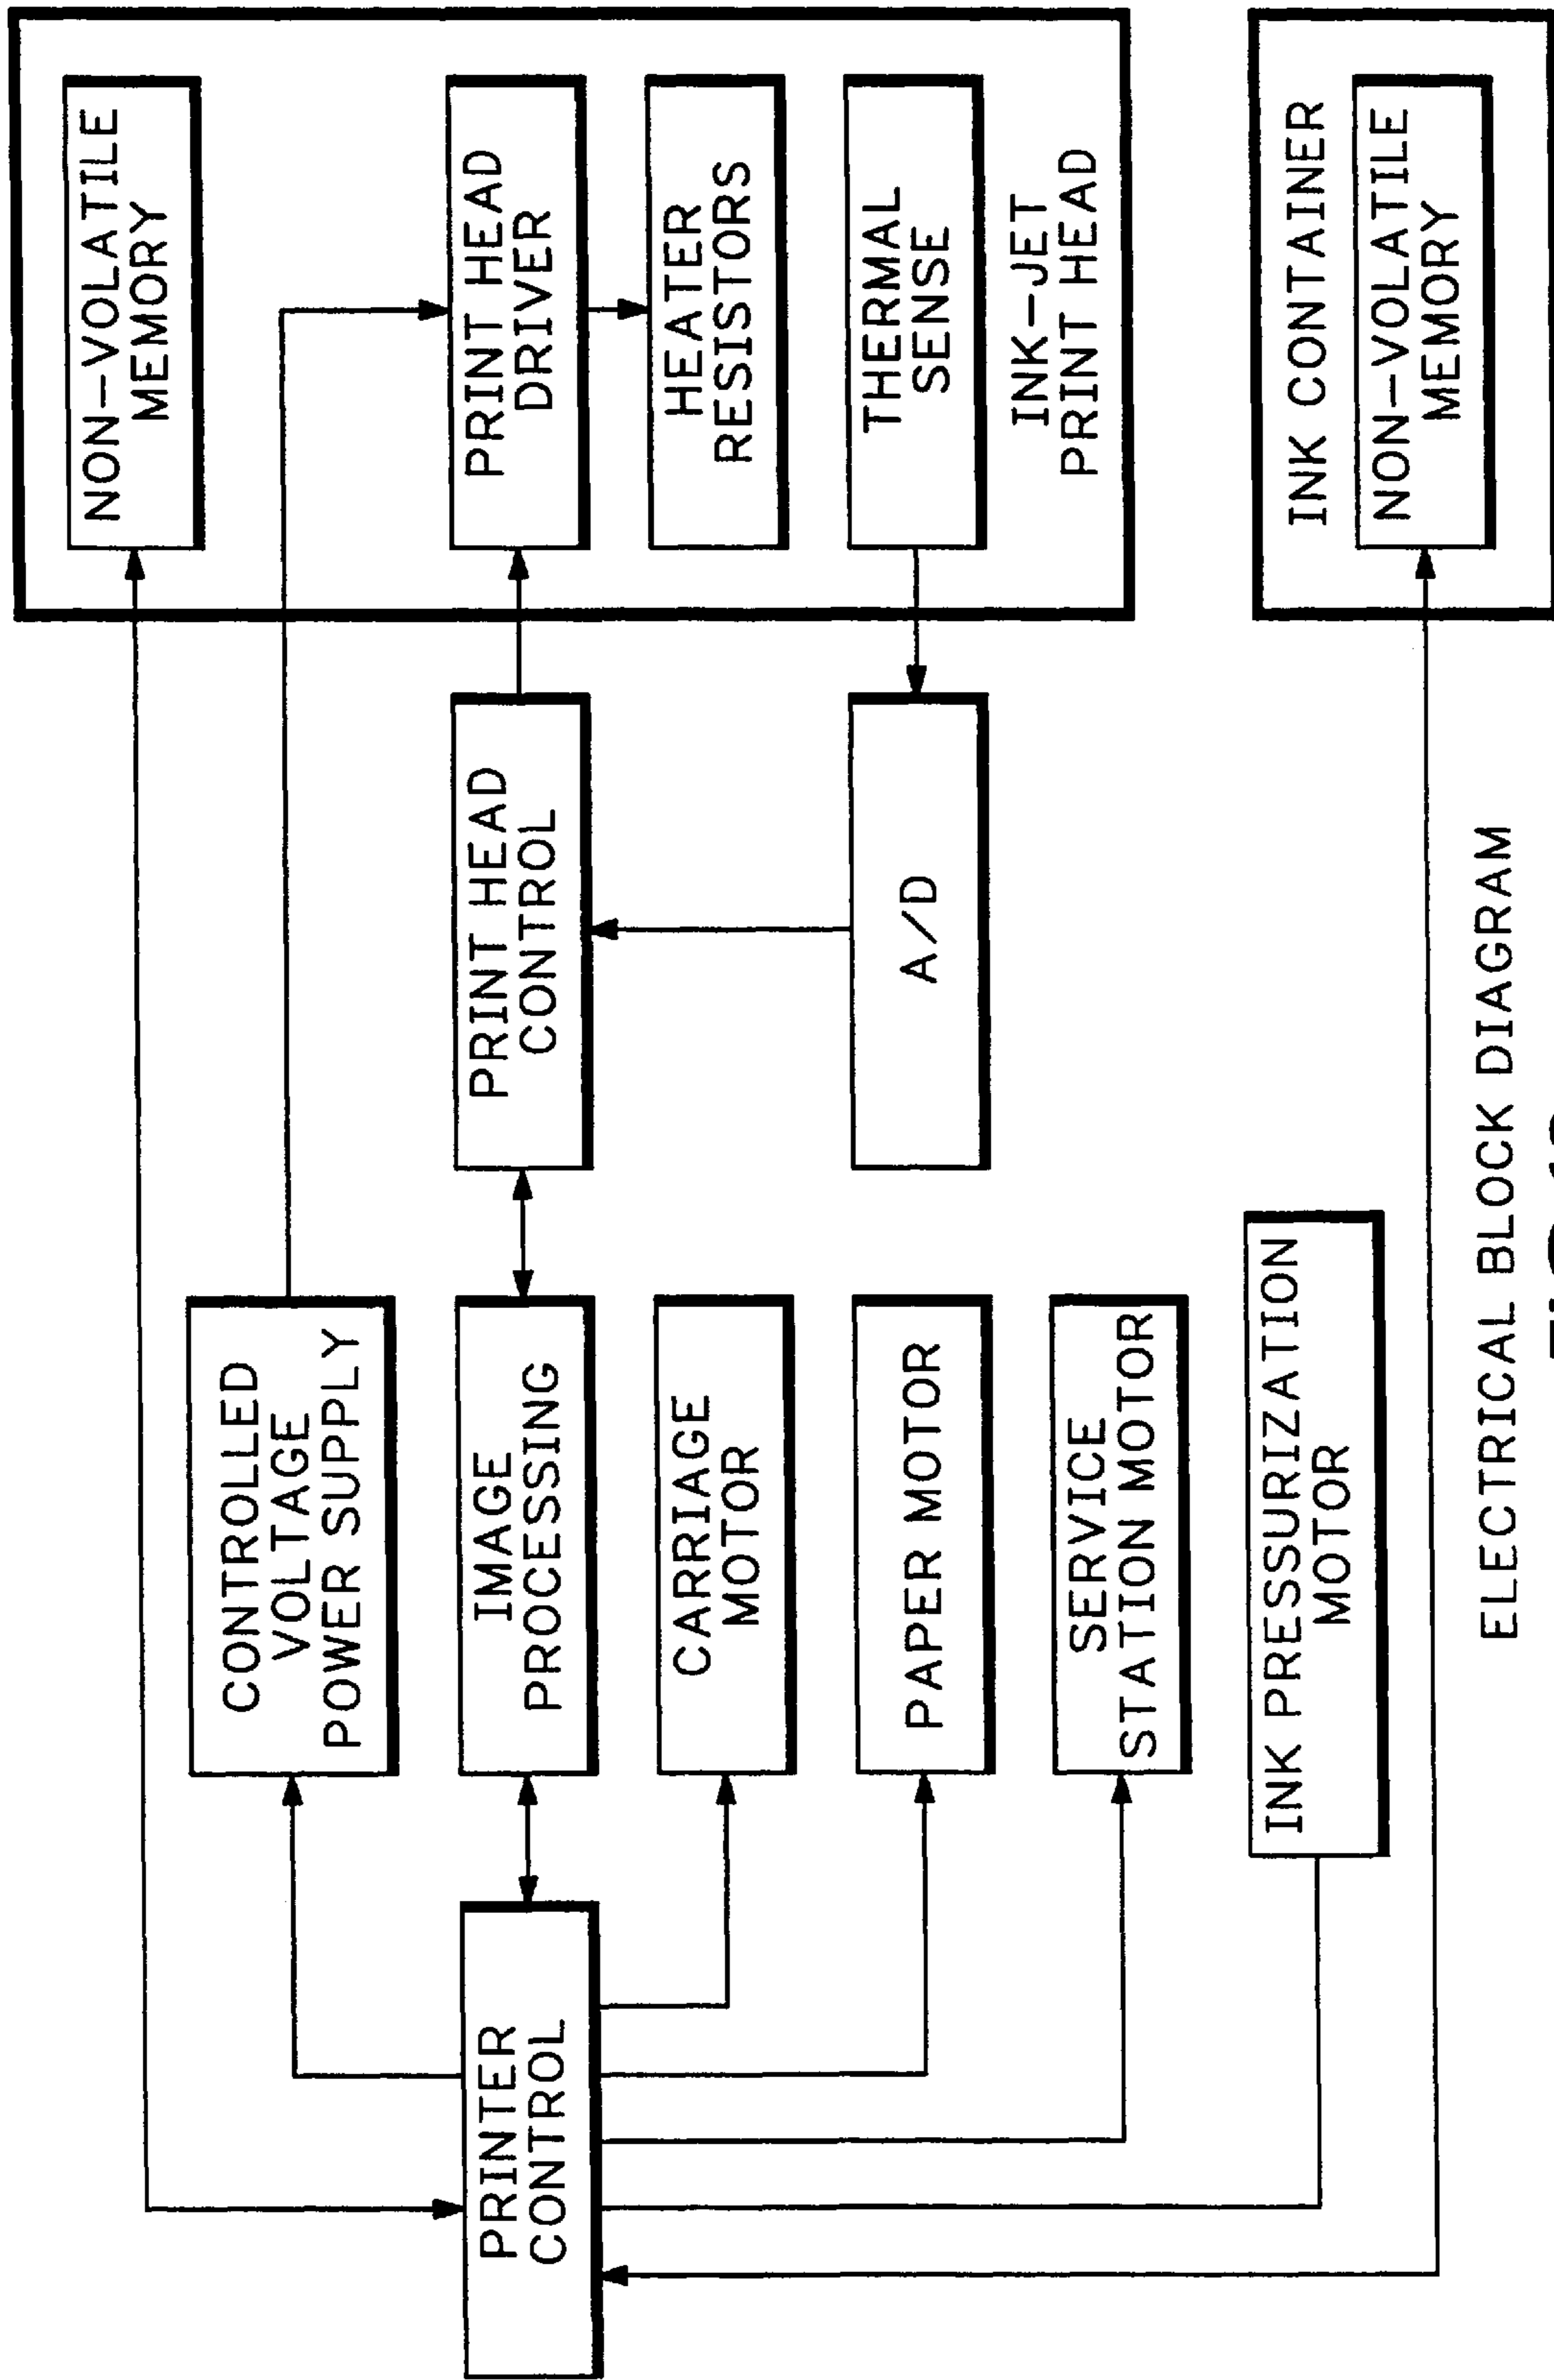 NON-VOLATILE
MEMORY
PRINT HEAD
DRIVER
HEATER
RESISTORS
THERMAL
SENSE
INK-JET
PRINT HEAD
INK CONTAINER
NON-VOLATILE
MEMORY
PRINT HEAD
CONTROL
A/D
CONTROLLED
VOLTAGE
POWER SUPPLY
IMAGE
PROCESSING
CARRIAGE
MOTOR
PAPER MOTOR
SERVICE
STATION MOTOR
INK PRESSURIZATION
MOTOR
PRINTER
CONTROL
ELECTRICAL BLOCK DIAGRAM